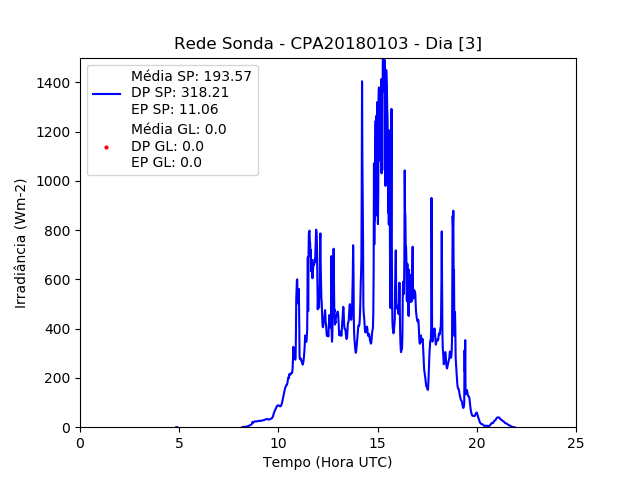 Rede Sonda - CPA20180103 - Dia [3]
Média SP: 193.57
DP SP: 318.21
EP SP: 11.06
Média GL: 0.0
DP GL: 0.0
EP GL: 0.0
Irradiância (Wm-2)
1400
1200
1000
800
600
400
200
0
0 5 10 15 20 25
Tempo (Hora UTC)